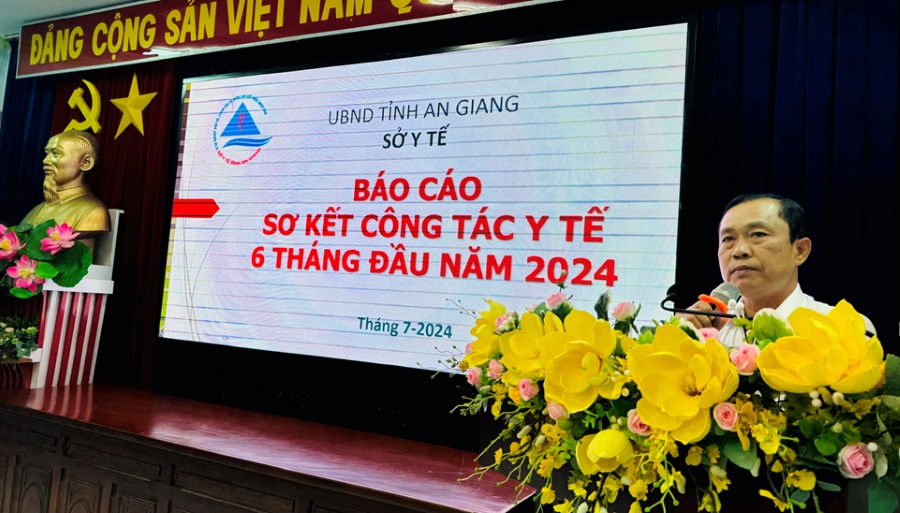 ĐẢNG CỘNG SẢN VIỆT NAM
UBND TỈNH AN GIANG
SỞ Y TẾ
BÁO CÁO
SƠ KẾT CÔNG TÁC Y TẾ
6 THÁNG ĐẦU NĂM 2024
Tháng 7-2024